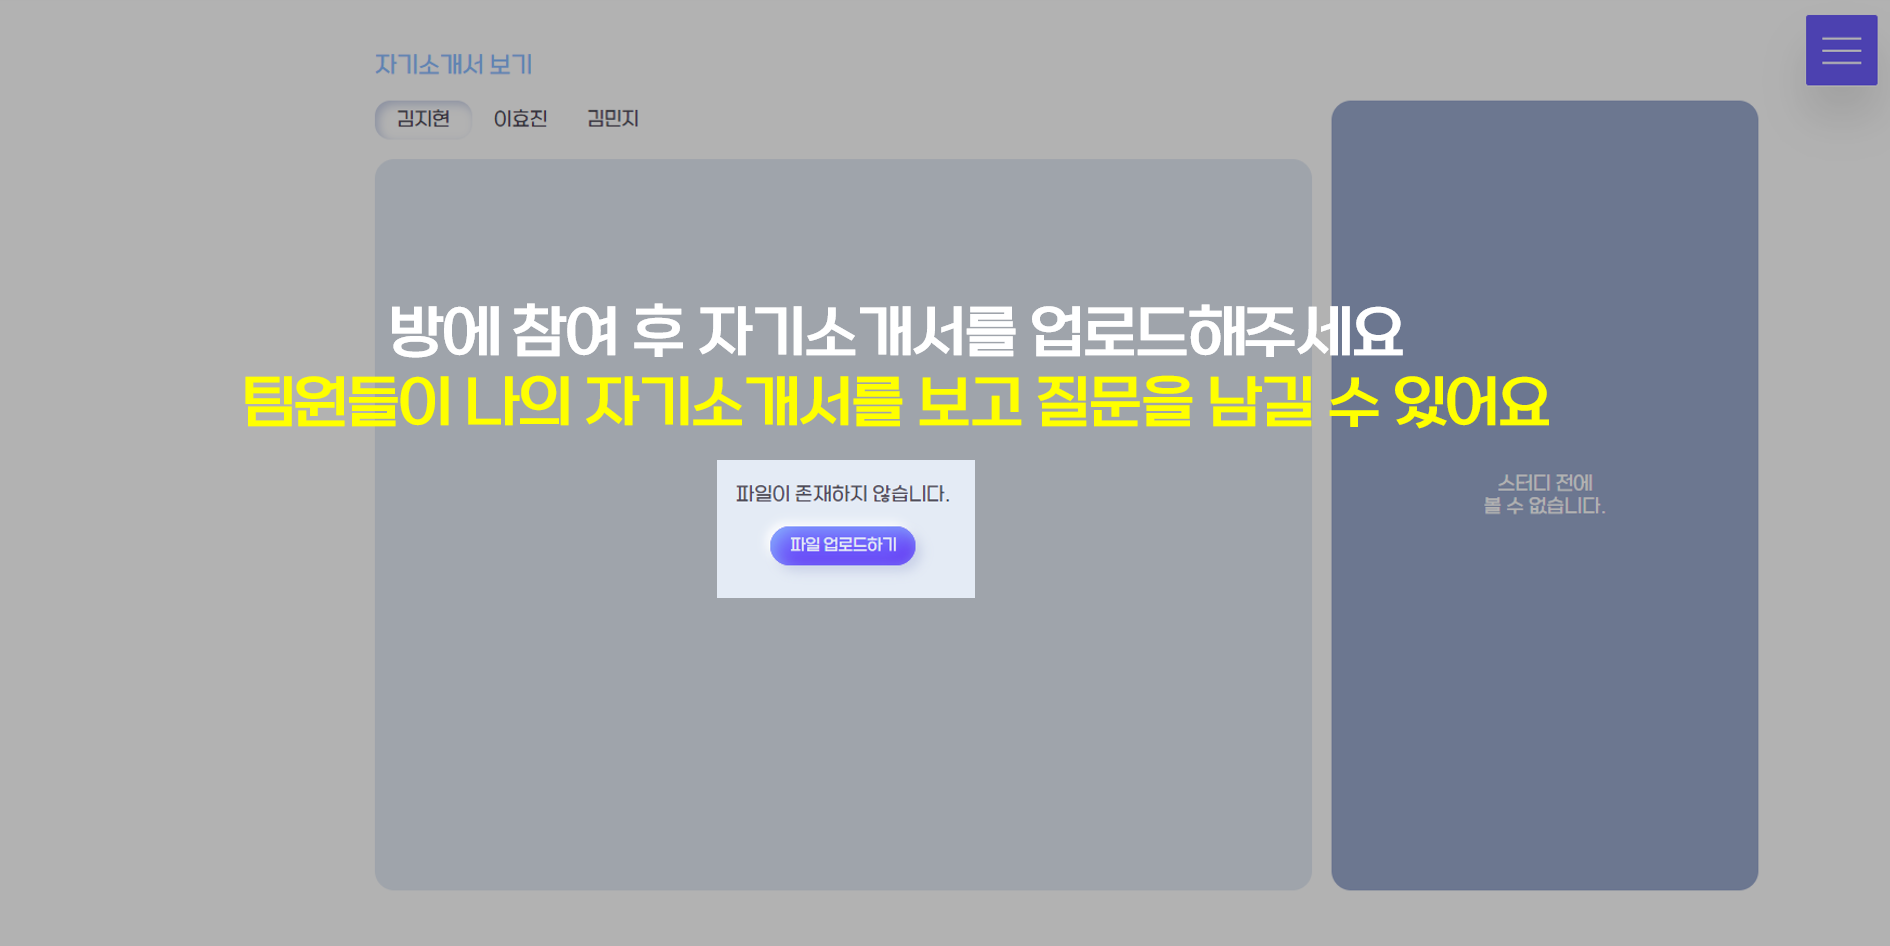 자기소개서 보기
김지현
이효진
김민지
방에 참여 후 자기소개서를 업로드해주세요
팀원들이 나의 자기소개서를 보고 질문을 남길 수 있어요
파일이 존재하지 않습니다.
파일 업로드하기
스터디 전에
볼 수 없습니다.